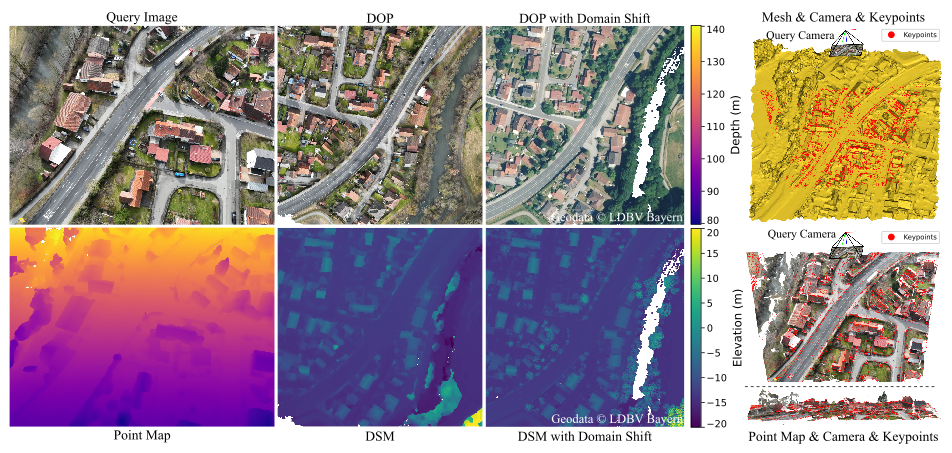 Query Image
DOP
DOP with Domain Shift
Mesh & Camera & Keypoints
Query Camera
Keypoints
140
130
120
110
100
90
80
Depth (m)
Geodata © LDBV Bayern
20
15
10
5
0
−5
−10
−15
−20
Elevation (m)
Geodata © LDBV Bayern
Query Camera
Keypoints
Point Map
DSM
DSM with Domain Shift
Point Map & Camera & Keypoints